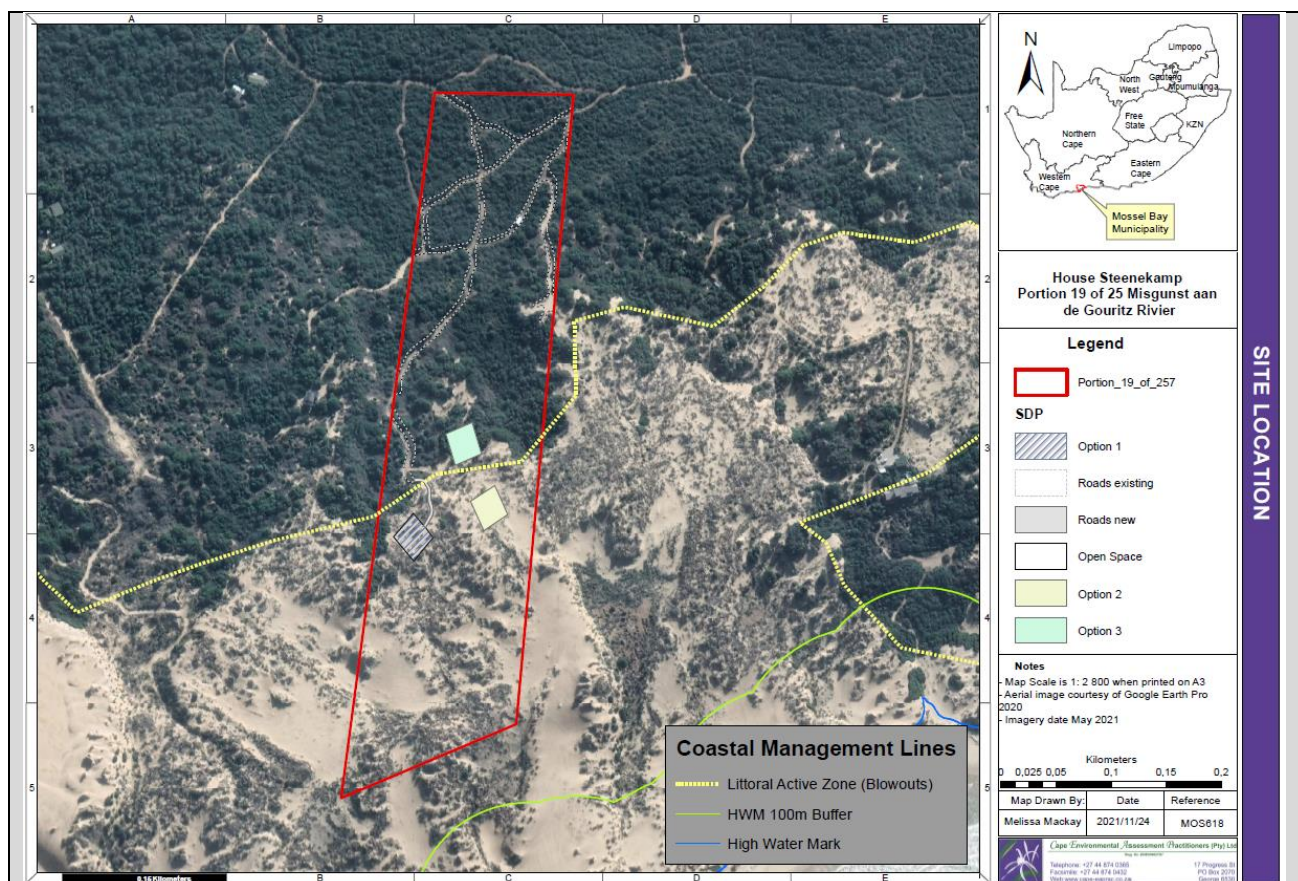 A B C D E
1 1
2 2
3 3
4 4
5 5
N
Limpopo
North
West
Gauteng
Mpumulanga
Free
State
KZN
Northern
Cape
Eastern
Cape
Western
Cape
Mossel Bay
Municipality
House Steenekamp
Portion 19 of 25 Misgunst aan
de Gouritz Rivier
Legend
Portion_19_of_257
SDP
Option 1
Roads existing
Roads new
Open Space
Option 2
Option 3
Notes
- Map Scale is 1: 2 800 when printed on A3
- Aerial image courtesy of Google Earth Pro
2020
- Imagery date May 2021
Kilometers
0 0,025 0,05 0,1 0,15 0,2
Map Drawn By: Date Reference
Melissa Mackay 2021/11/24 MOS618
Cape Environmental Assessment Practitioners (Pty) Ltd
Telephone: +27 44 874 0365
Facsimile: +27 44 874 0432
17 Progress St
PO Box 2070
George 6530
SITE LOCATION
Coastal Management Lines
Littoral Active Zone (Blowouts)
HWM 100m Buffer
High Water Mark
0.15 Kilometers
A B C D E